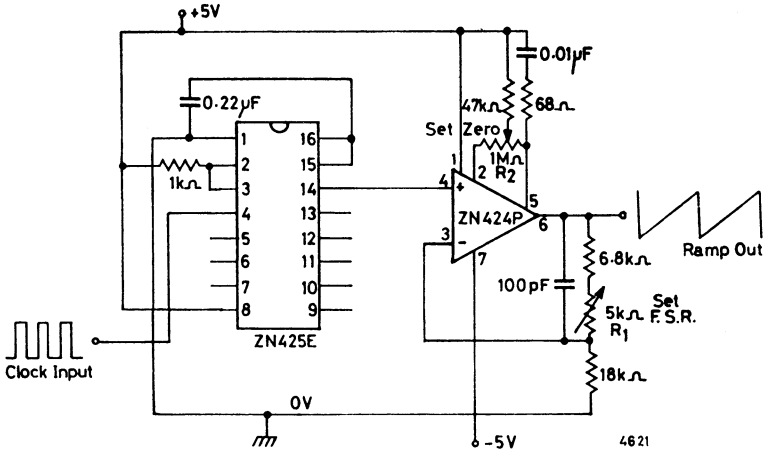 +5V
0.01µF
0.22µF
47kΩ
68Ω
Set Zero
1MΩ
R2
1kΩ
1
2
3
4
5
6
7
8
16
15
14
13
12
11
10
9
ZN425E
1
2
4
+
3
-
5
6
7
ZN424P
Ramp Out
6.8kΩ
100pF
5kΩ
R1
Set
F.S.R.
18kΩ
Clock Input
0V
-5V
4621